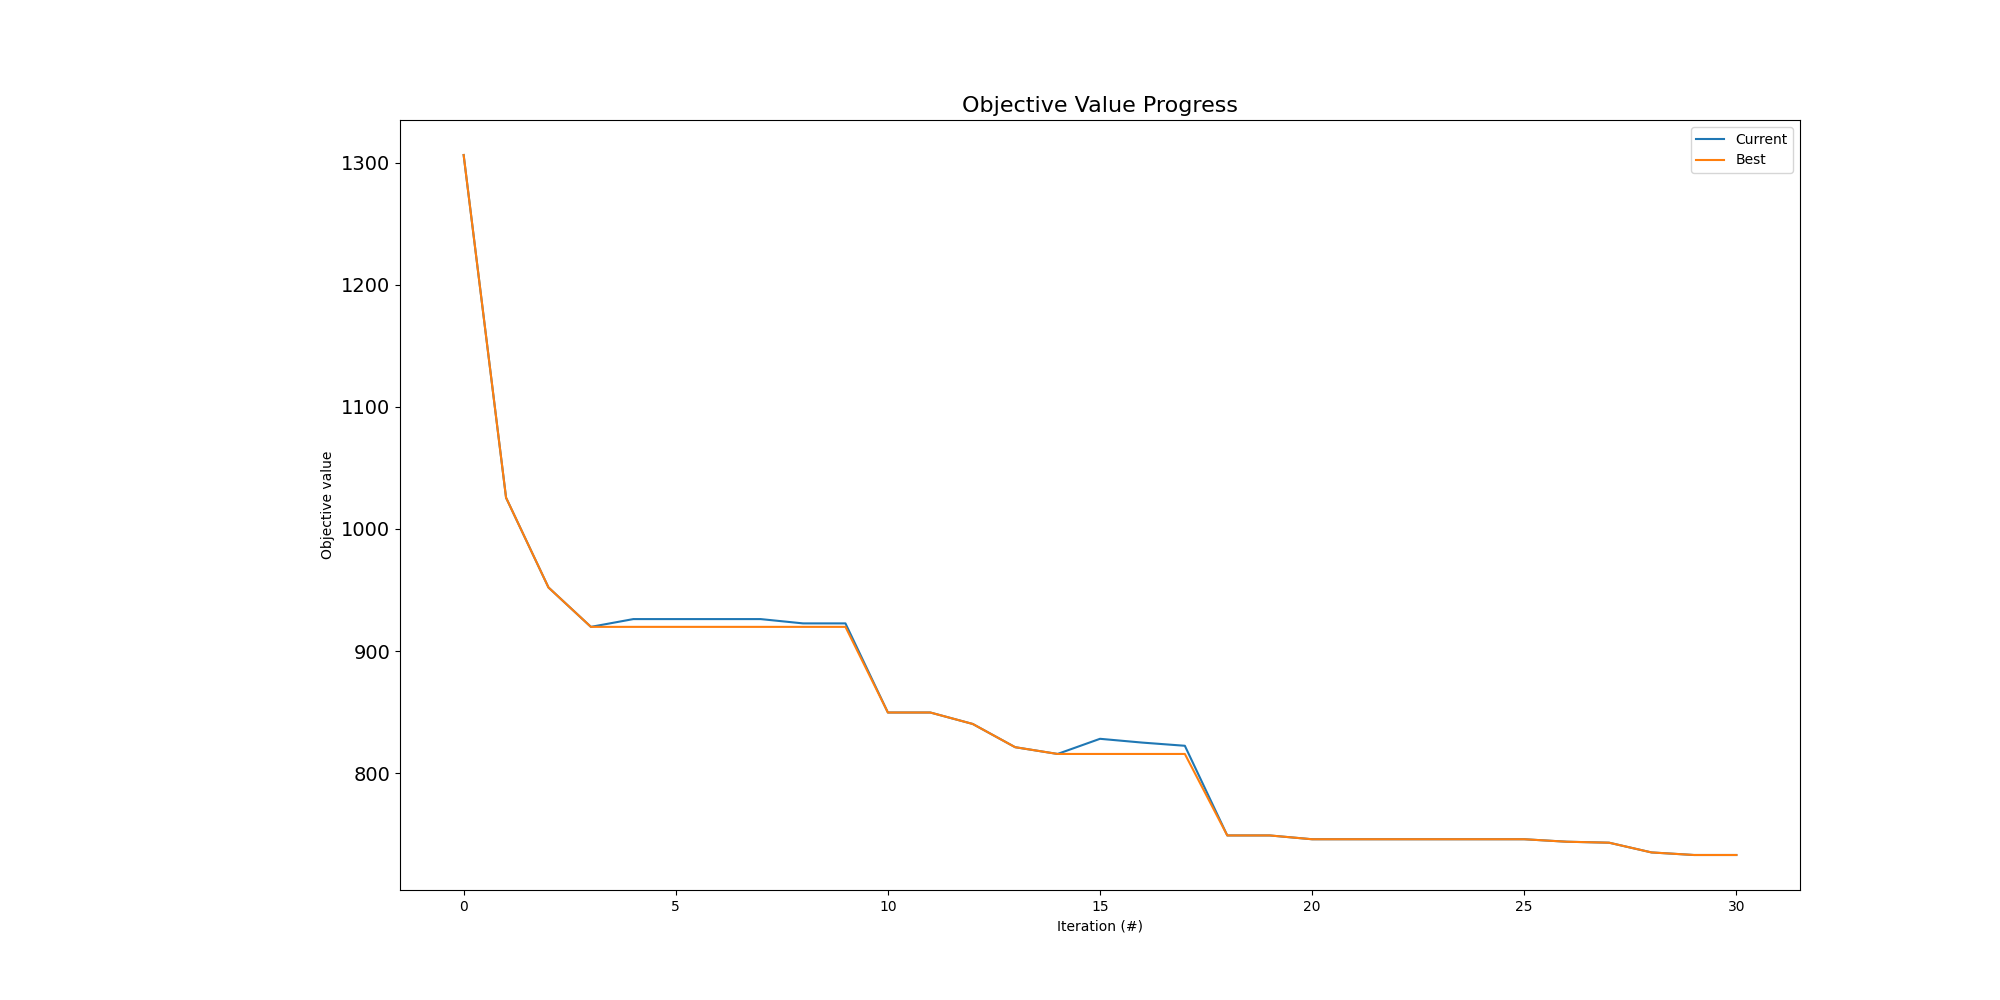 Objective Value Progress
Current
Best
1300
1200
1100
1000
900
800
Objective value
0 5 10 15 20 25 30
Iteration (#)